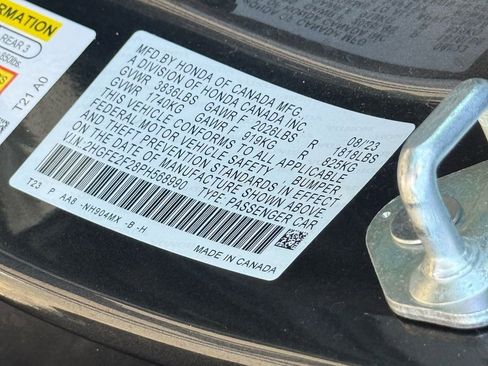 FORMATION
REAR 3
T21 A0
MFD.BY HONDA OF CANADA MFG.
A DIVISION OF HONDA CANADA INC. 08/23
GVWR 3836LBS GAWR F 2026LBS R 1818LBS
GVWR 1740KG GAWR F 919KG R 825KG
THIS VEHICLE CONFORMS TO ALL APPLICABLE
FEDERAL MOTOR VEHICLE SAFETY BUMPER,
AND THEFT PREVENTION STANDARDS IN EFFECT
ON THE DATE OF MANUFACTURE SHOWN ABOVE
V.I.N. 2HGFE2F28PH568990 TYPE PASSENGER CAR
T23 P AA8 -NH904MX -B -H
MADE IN CANADA